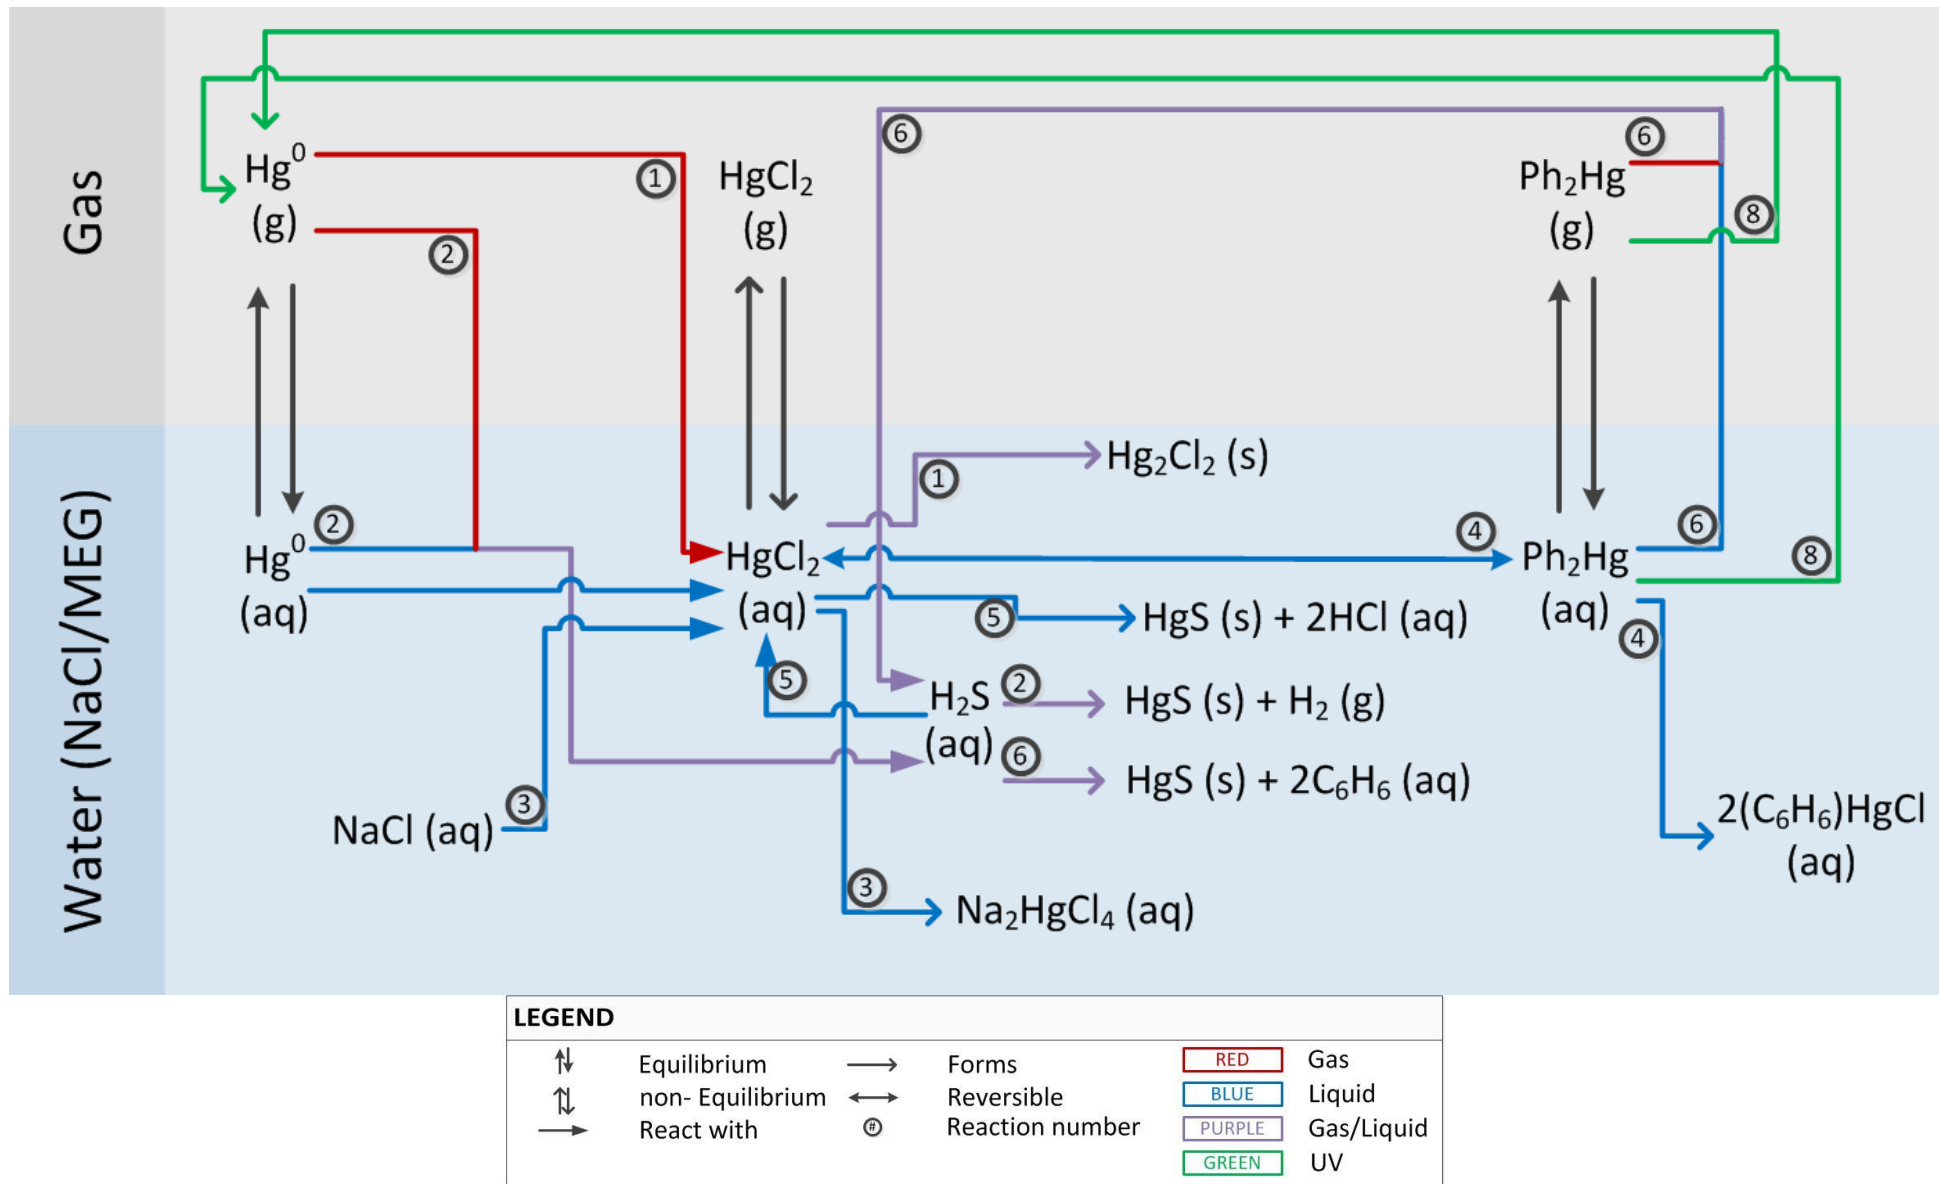 Gas
6
6
Hg⁰
(g)
1
HgCl₂
(g)
Ph₂Hg
(g)
8
2
Water (NaCl/MEG)
Hg₂Cl₂ (s)
1
2
4
6
Hg⁰
(aq)
HgCl₂
(aq)
Ph₂Hg
(aq)
8
5
HgS (s) + 2HCl (aq)
4
5
H₂S
(aq)
2
HgS (s) + H₂ (g)
6
HgS (s) + 2C₆H₆ (aq)
3
NaCl (aq)
2(C₆H₆)HgCl
(aq)
3
Na₂HgCl₄ (aq)
LEGEND
Equilibrium
non- Equilibrium
React with
Forms
Reversible
# Reaction number
RED Gas
BLUE Liquid
PURPLE Gas/Liquid
GREEN UV